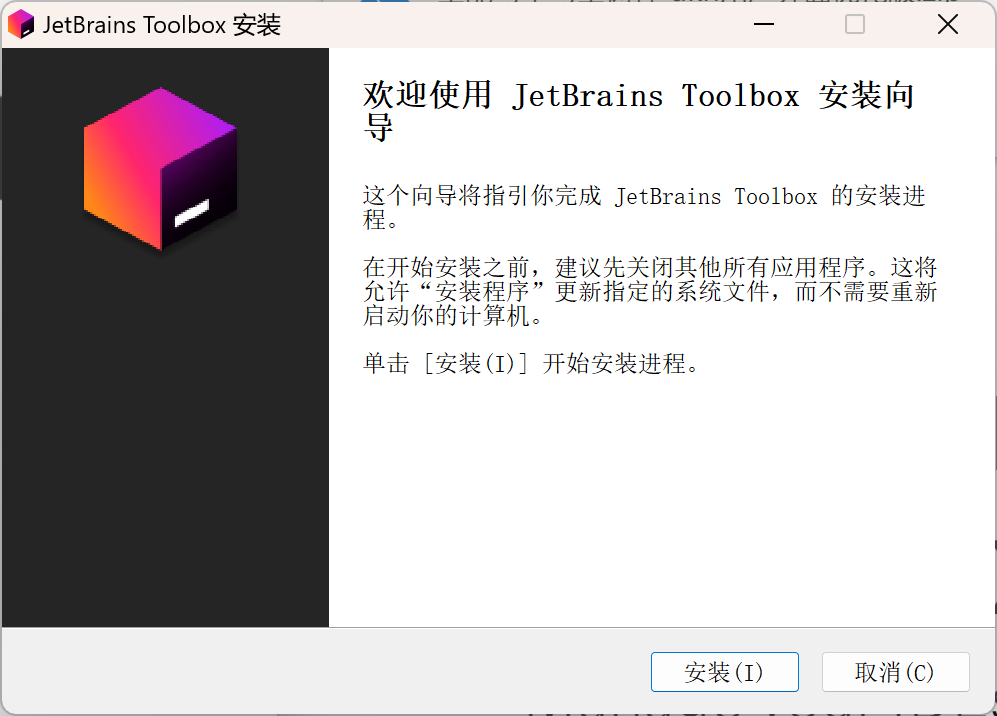 JetBrains Toolbox 安装
欢迎使用 JetBrains Toolbox 安装向
导
这个向导将指引你完成 JetBrains Toolbox 的安装进
程。
在开始安装之前，建议先关闭其他所有应用程序。这将
允许“安装程序”更新指定的系统文件，而不需要重新
启动你的计算机。
单击 [安装(I)] 开始安装进程。
安装(I)
取消(C)